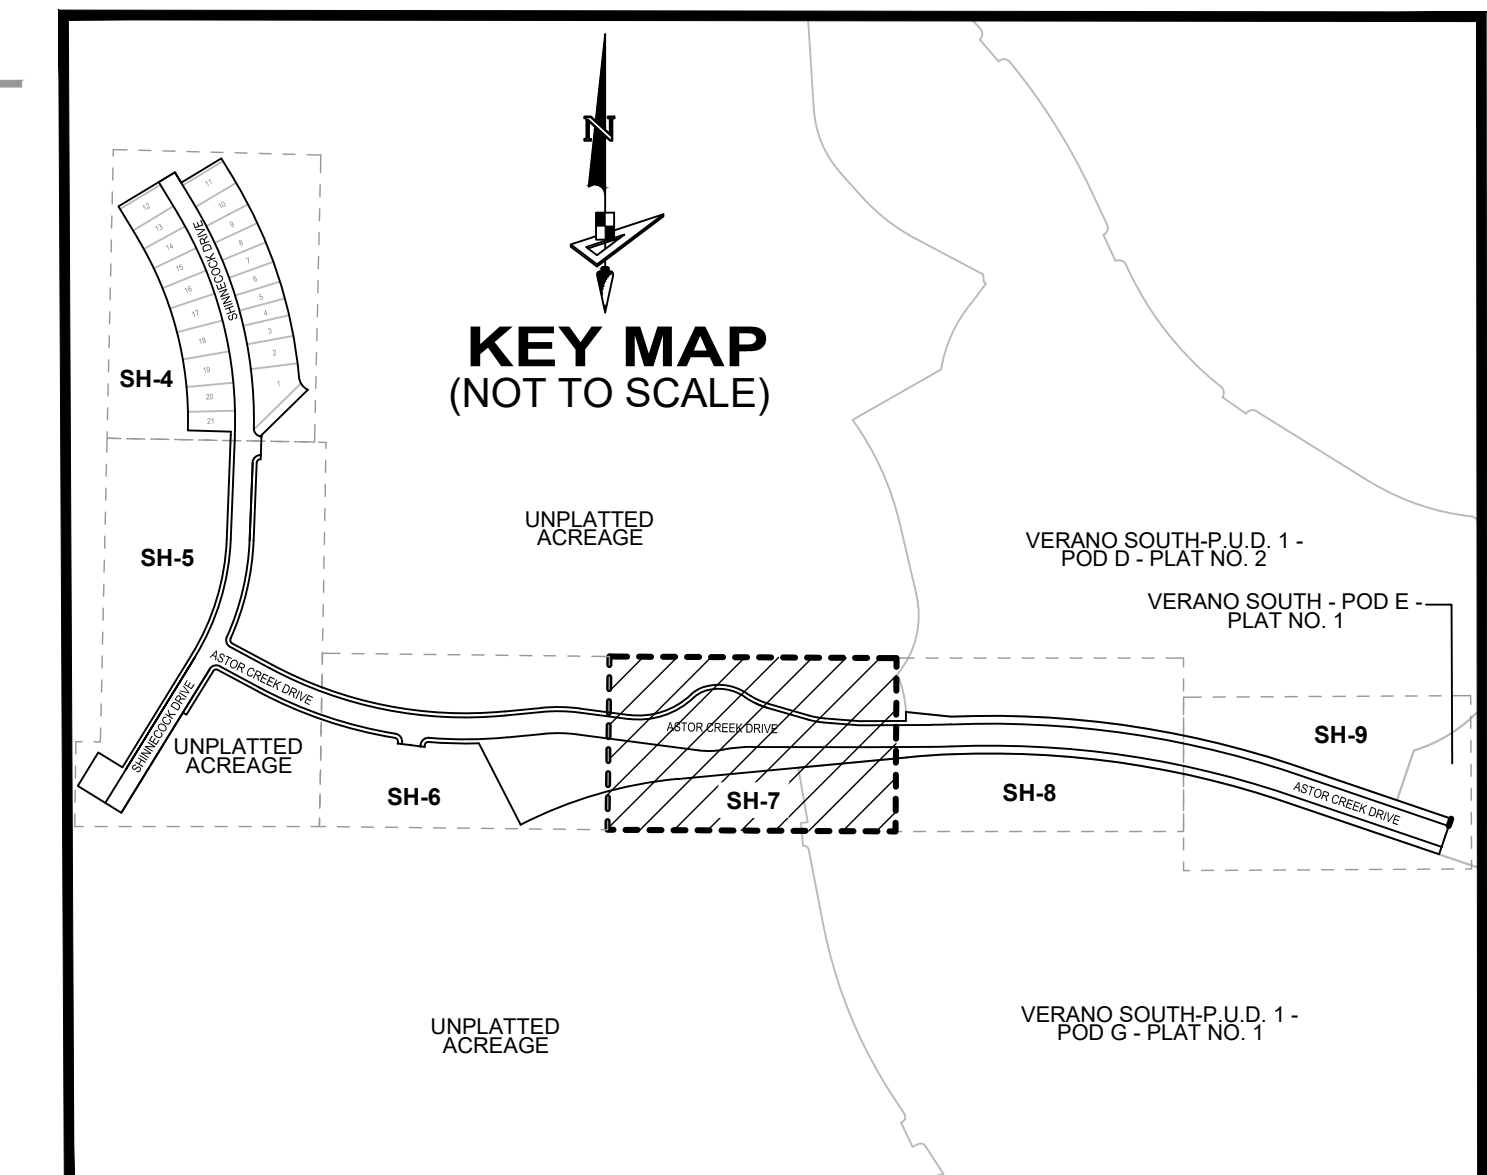 N
KEY MAP
(NOT TO SCALE)
11
10
9
8
7
6
5
4
3
2
1
12
13
14
15
16
17
18
19
20
21
SHINNECOCK DRIVE
SH-4
SH-5
UNPLATTED
ACREAGE
VERANO SOUTH-P.U.D. 1 -
POD D - PLAT NO. 2
VERANO SOUTH - POD E -
PLAT NO. 1
ASTOR CREEK DRIVE
SHINNECOCK DRIVE
UNPLATTED
ACREAGE
SH-6
ASTOR CREEK DRIVE
SH-7
SH-8
SH-9
ASTOR CREEK DRIVE
UNPLATTED
ACREAGE
VERANO SOUTH-P.U.D. 1 -
POD G - PLAT NO. 1